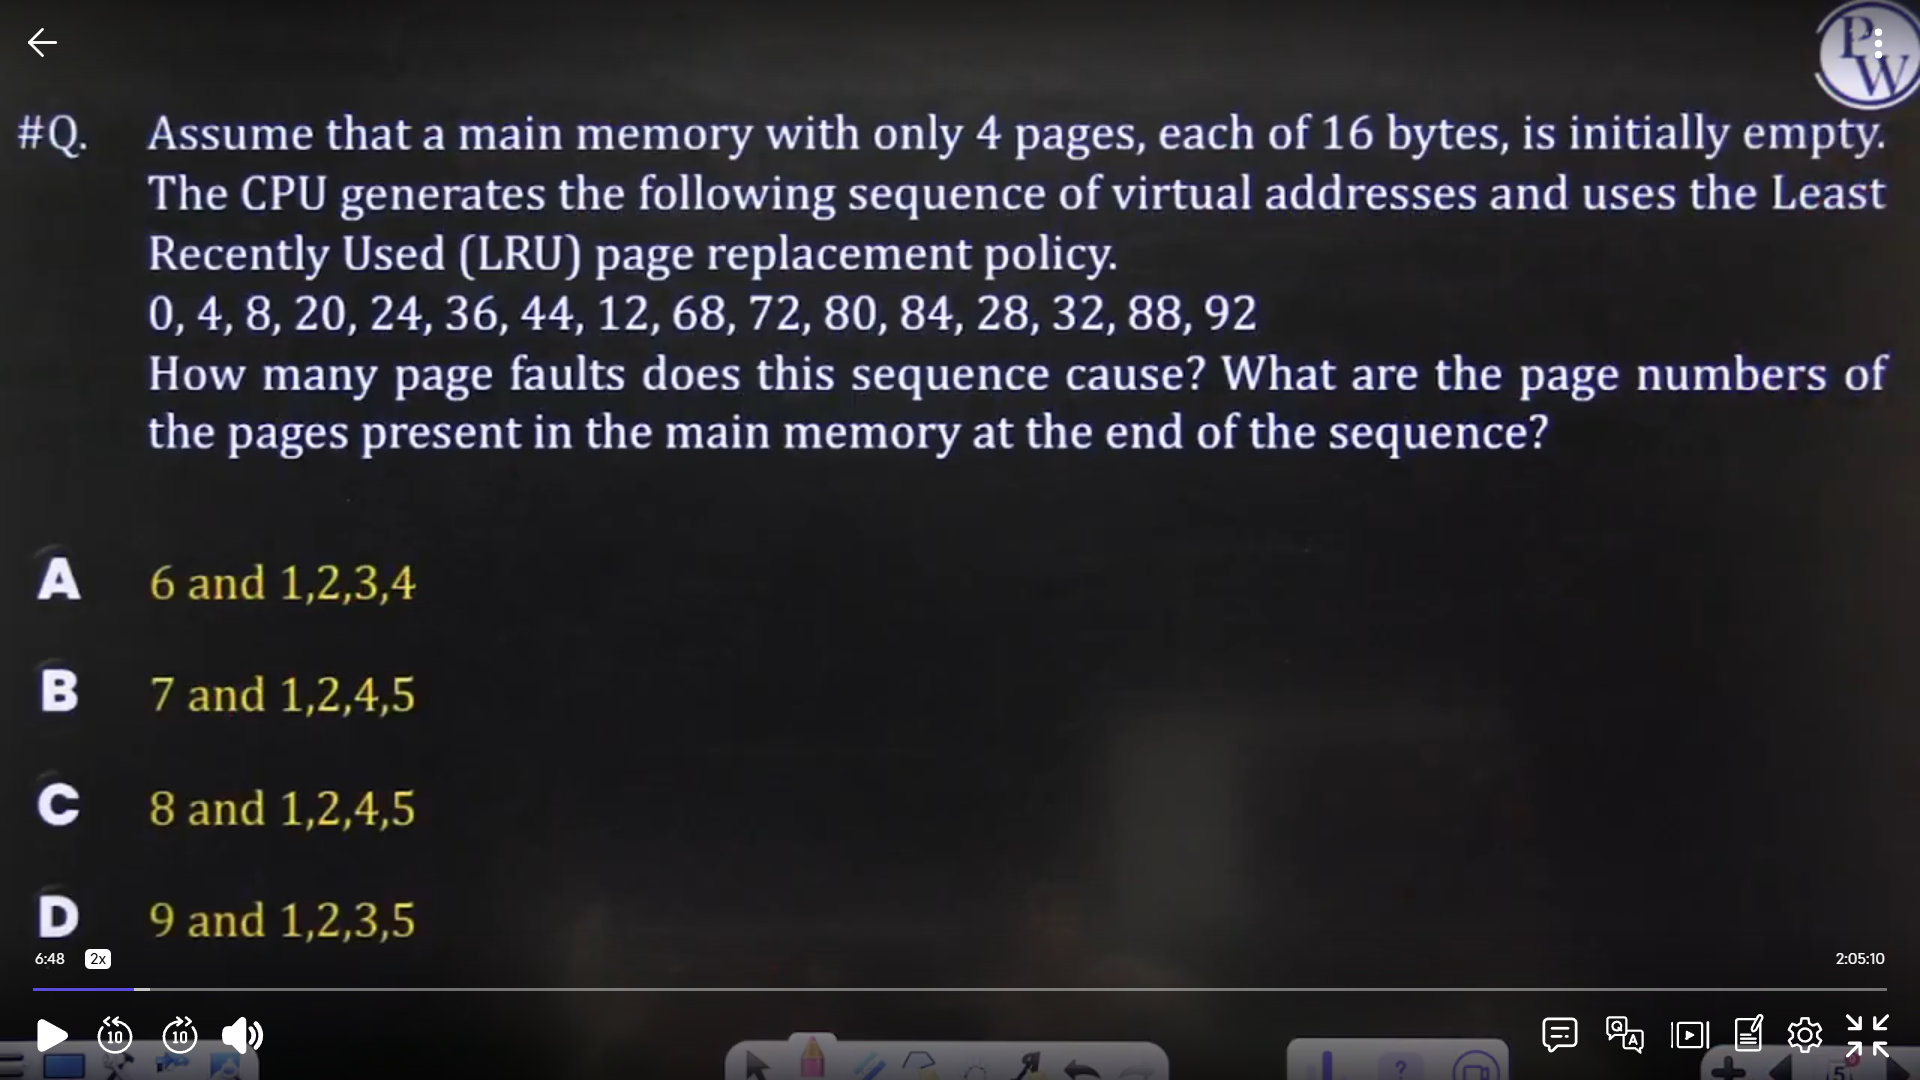 PW
#Q. Assume that a main memory with only 4 pages, each of 16 bytes, is initially empty.
The CPU generates the following sequence of virtual addresses and uses the Least
Recently Used (LRU) page replacement policy.
0, 4, 8, 20, 24, 36, 44, 12, 68, 72, 80, 84, 28, 32, 88, 92
How many page faults does this sequence cause? What are the page numbers of
the pages present in the main memory at the end of the sequence?
A 6 and 1,2,3,4
B 7 and 1,2,4,5
C 8 and 1,2,4,5
D 9 and 1,2,3,5
6:48 2x 2:05:10
10 10 Q A
? 5